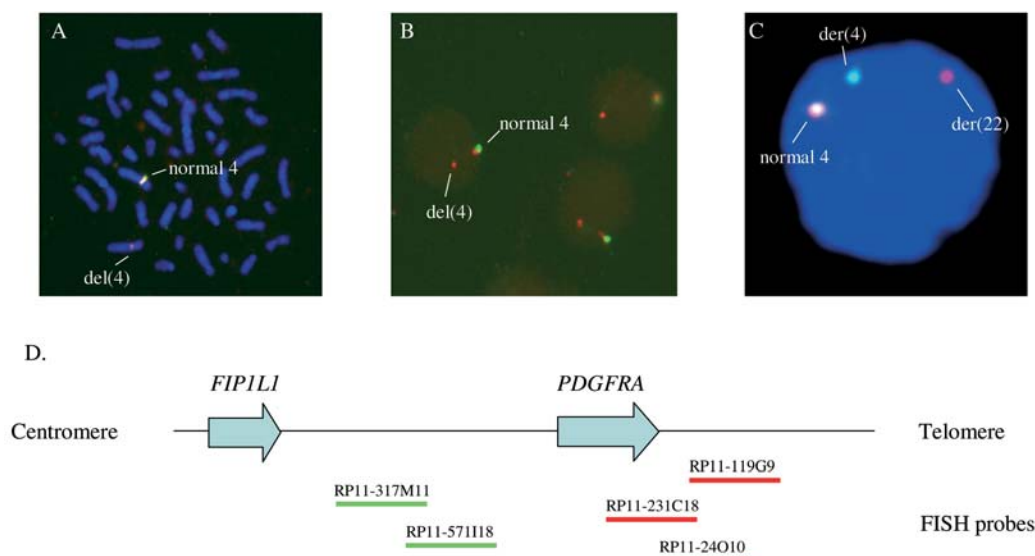 A
normal 4
del(4)
B
normal 4
del(4)
C
der(4)
normal 4
der(22)
D.
FIP1L1
PDGFRA
Centromere
Telomere
RP11-119G9
RP11-317M11
RP11-231C18
FISH probes
RP11-571I18
RP11-24O10